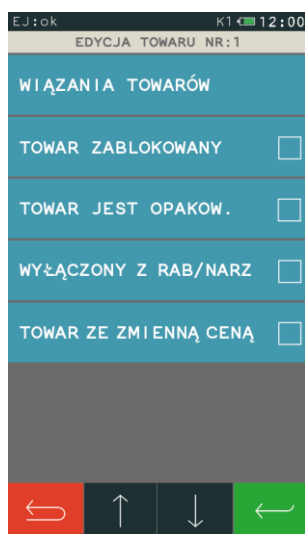 EJ:ok K1 12:00
EDYCJA TOWARU NR:1
WIĄZANIA TOWARÓW
TOWAR ZABLOKOWANY
TOWAR JEST OPAKOW.
WYŁĄCZONY Z RAB/NARZ
TOWAR ZE ZMIENNĄ CENĄ